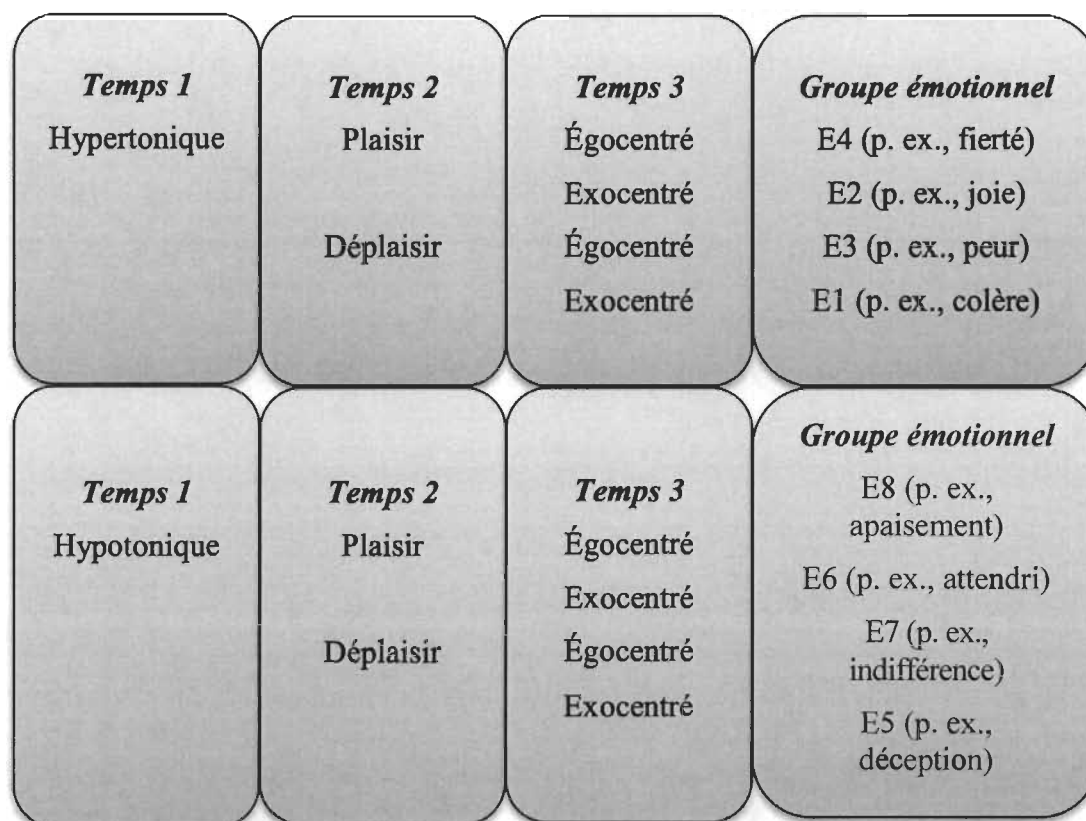 Temps 1
Hypertonique
Temps 2
Plaisir
Déplaisir
Temps 3
Égocentré
Exocentré
Égocentré
Exocentré
Groupe émotionnel
E4 (p. ex., fierté)
E2 (p. ex., joie)
E3 (p. ex., peur)
E1 (p. ex., colère)
Temps 1
Hypotonique
Temps 2
Plaisir
Déplaisir
Temps 3
Égocentré
Exocentré
Égocentré
Exocentré
Groupe émotionnel
E8 (p. ex.,
apaisement)
E6 (p. ex., attendri)
E7 (p. ex.,
indifférence)
E5 (p. ex.,
déception)